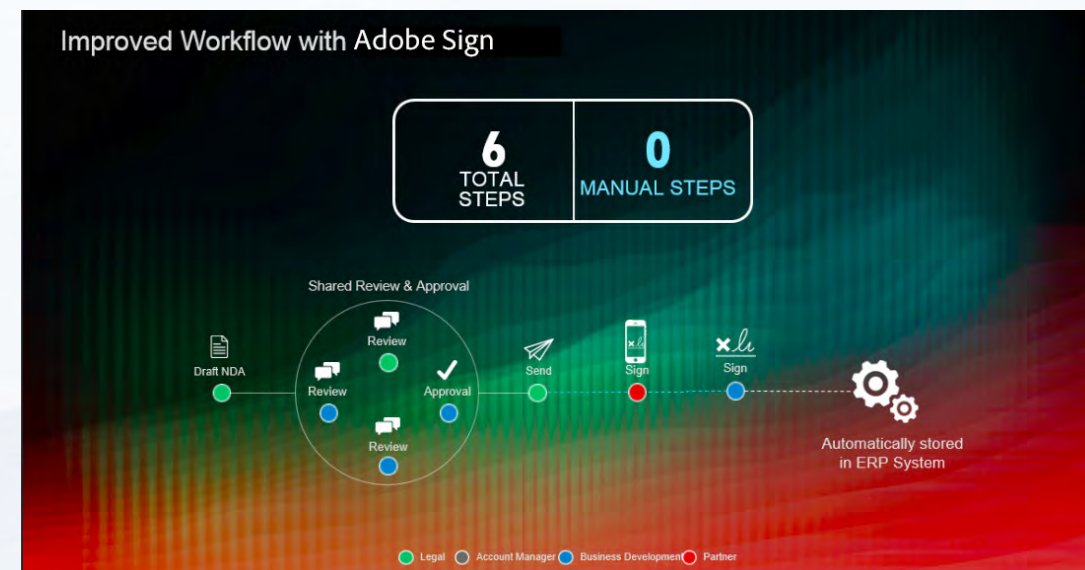 Improved Workflow with Adobe Sign
6
TOTAL
STEPS
0
MANUAL STEPS
Shared Review & Approval
Draft NDA
Review
Review
Approval
Review
Send
Sign
Sign
Automatically stored
in ERP System
Legal Account Manager Business Development Partner